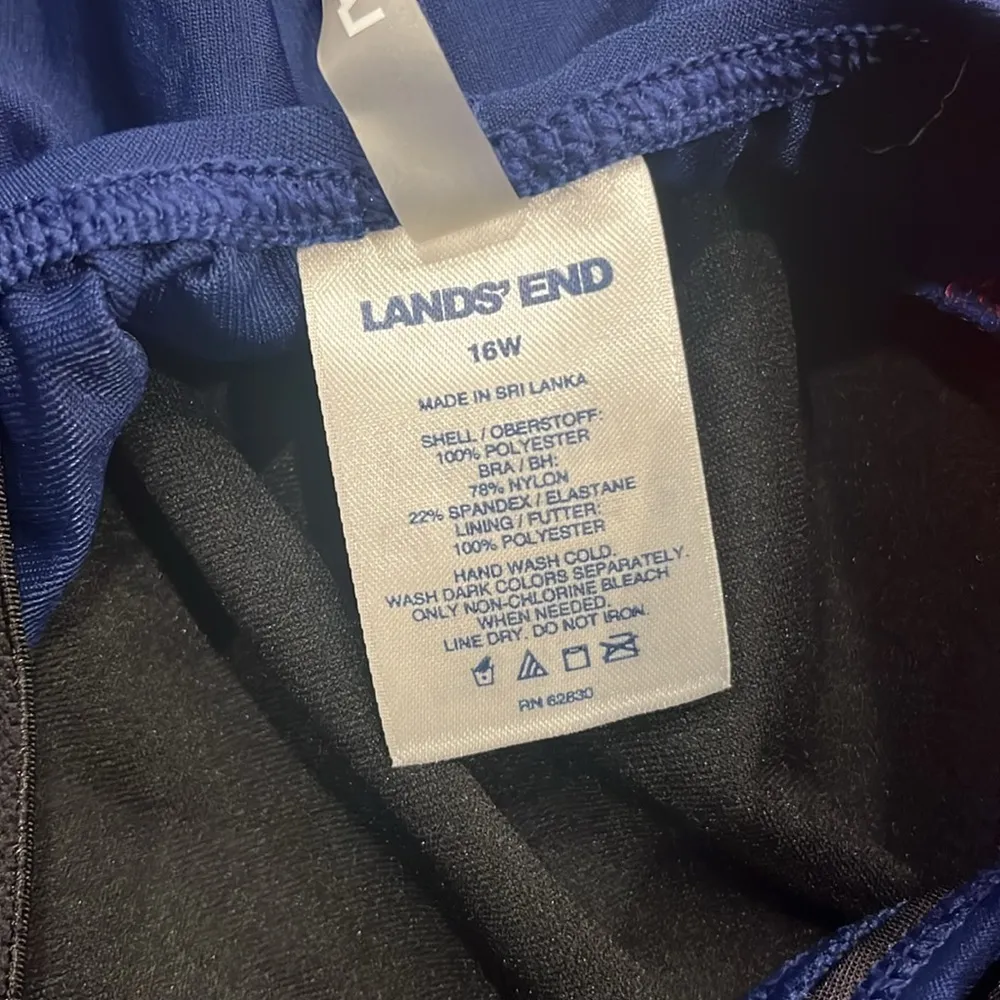 LANDS' END
16W
MADE IN SRI LANKA
SHELL / OBERSTOFF:
100% POLYESTER
BRA / BH:
78% NYLON
22% SPANDEX / ELASTANE
LINING / FUTTER:
100% POLYESTER
HAND WASH COLD.
WASH DARK COLORS SEPARATELY.
ONLY NON-CHLORINE BLEACH
WHEN NEEDED.
LINE DRY. DO NOT IRON.
RN 62830